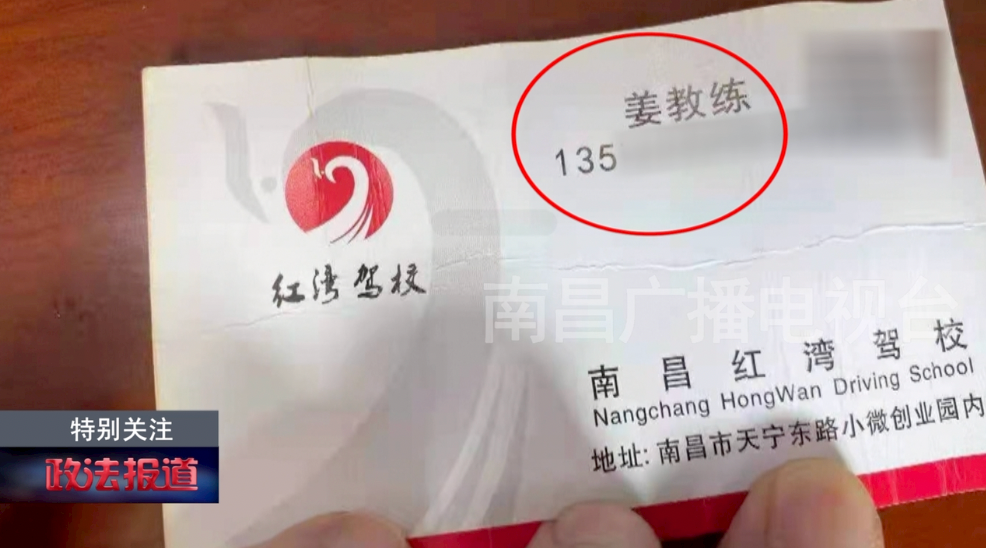 姜教练
135
红湾驾校
南昌广播电视台
南昌红湾驾校
Nangchang HongWan Driving School
地址: 南昌市天宁东路小微创业园内
特别关注
政法报道